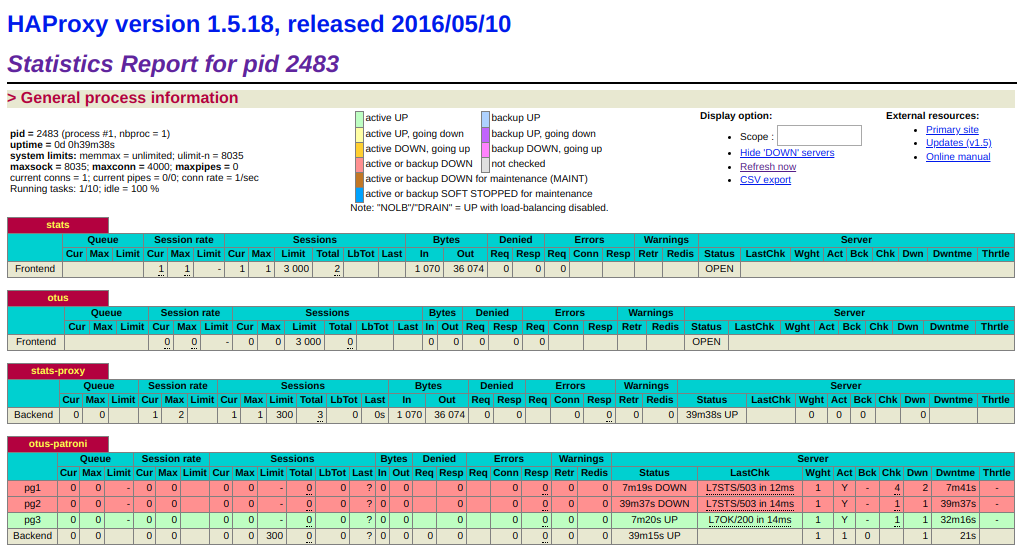 HAProxy version 1.5.18, released 2016/05/10
Statistics Report for pid 2483
> General process information
pid = 2483 (process #1, nbproc = 1)
uptime = 0d 0h39m38s
system limits: memmax = unlimited; ulimit-n = 8035
maxsock = 8035; maxconn = 4000; maxpipes = 0
current conns = 1; current pipes = 0/0; conn rate = 1/sec
Running tasks: 1/10; idle = 100 %
active UP backup UP
active UP, going down backup UP, going down
active DOWN, going up backup DOWN, going up
active or backup DOWN not checked
active or backup DOWN for maintenance (MAINT)
active or backup SOFT STOPPED for maintenance
Note: "NOLB"/"DRAIN" = UP with load-balancing disabled.
Display option:
• Scope :
• Hide 'DOWN' servers
• Refresh now
• CSV export
External resources:
• Primary site
• Updates (v1.5)
• Online manual
stats
Queue Session rate Sessions Bytes Denied Errors Warnings Server
Cur Max Limit Cur Max Limit Cur Max Limit Total LbTot Last In Out Req Resp Req Conn Resp Retr Redis Status LastChk Wght Act Bck Chk Dwn Dwntme Thrtle
Frontend 1 1 - 1 1 3 000 2 1 070 36 074 0 0 0 OPEN
otus
Queue Session rate Sessions Bytes Denied Errors Warnings Server
Cur Max Limit Cur Max Limit Cur Max Limit Total LbTot Last In Out Req Resp Req Conn Resp Retr Redis Status LastChk Wght Act Bck Chk Dwn Dwntme Thrtle
Frontend 0 0 - 0 0 3 000 0 0 0 0 0 0 OPEN
stats-proxy
Queue Session rate Sessions Bytes Denied Errors Warnings Server
Cur Max Limit Cur Max Limit Cur Max Limit Total LbTot Last In Out Req Resp Req Conn Resp Retr Redis Status LastChk Wght Act Bck Chk Dwn Dwntme Thrtle
Backend 0 0 1 2 1 1 300 3 0 0s 1 070 36 074 0 0 0 0 0 0 39m38s UP 0 0 0 0
otus-patroni
Queue Session rate Sessions Bytes Denied Errors Warnings Server
Cur Max Limit Cur Max Limit Cur Max Limit Total LbTot Last In Out Req Resp Req Conn Resp Retr Redis Status LastChk Wght Act Bck Chk Dwn Dwntme Thrtle
pg1 0 0 - 0 0 0 0 - 0 0 ? 0 0 0 0 0 0 0 7m19s DOWN L7STS/503 in 12ms 1 Y - 4 2 7m41s -
pg2 0 0 - 0 0 0 0 - 0 0 ? 0 0 0 0 0 0 0 39m37s DOWN L7STS/503 in 14ms 1 Y - 1 1 39m37s -
pg3 0 0 - 0 0 0 0 - 0 0 ? 0 0 0 0 0 0 0 7m20s UP L7OK/200 in 14ms 1 Y - 1 1 32m16s -
Backend 0 0 0 0 0 0 300 0 0 ? 0 0 0 0 0 0 0 0 39m15s UP 1 1 0 1 21s